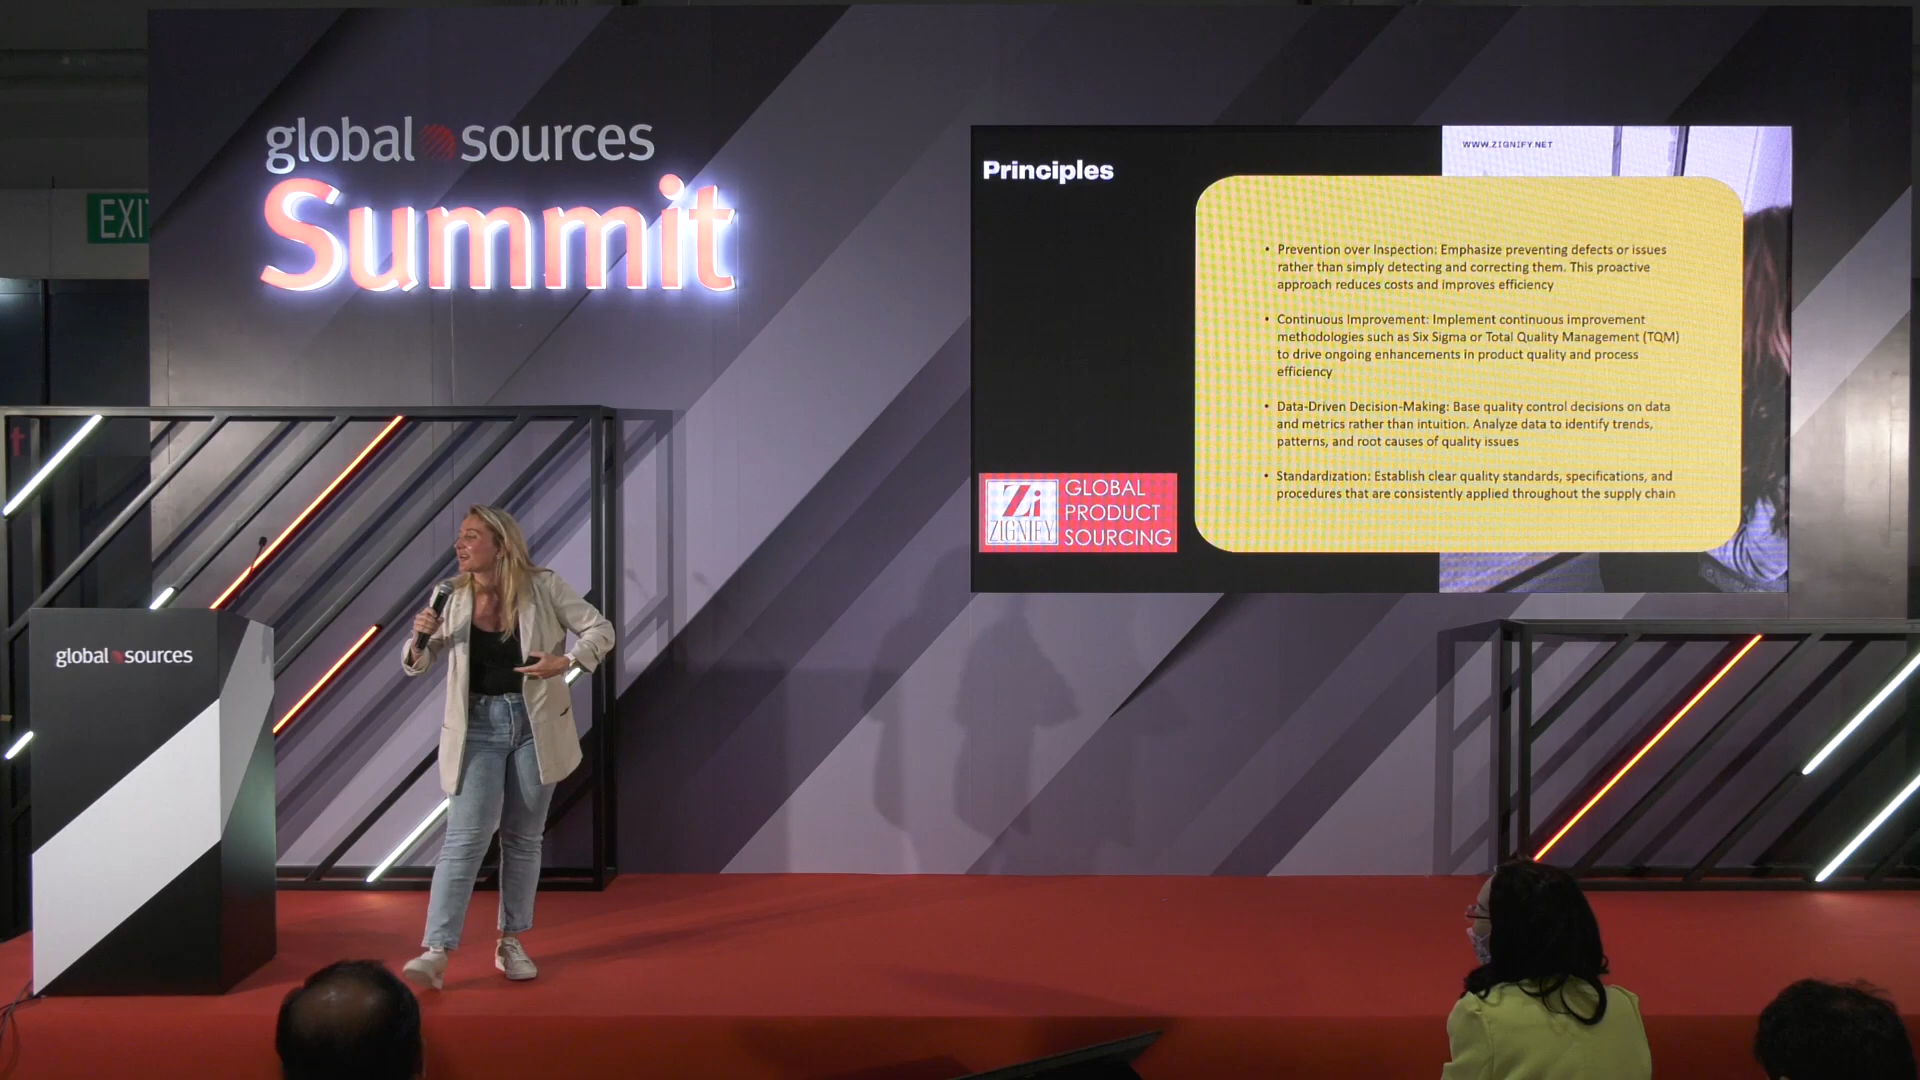 global sources
Summit
EXI
t
global sources
Principles
WWW.ZIGNIFY.NET
• Prevention over Inspection: Emphasize preventing defects or issues
rather than simply detecting and correcting them. This proactive
approach reduces costs and improves efficiency
• Continuous Improvement: Implement continuous improvement
methodologies such as Six Sigma or Total Quality Management (TQM)
to drive ongoing enhancements in product quality and process
efficiency
• Data-Driven Decision-Making: Base quality control decisions on data
and metrics rather than intuition. Analyze data to identify trends,
patterns, and root causes of quality issues
• Standardization: Establish clear quality standards, specifications, and
procedures that are consistently applied throughout the supply chain
Zi
ZIGNIFY
GLOBAL
PRODUCT
SOURCING